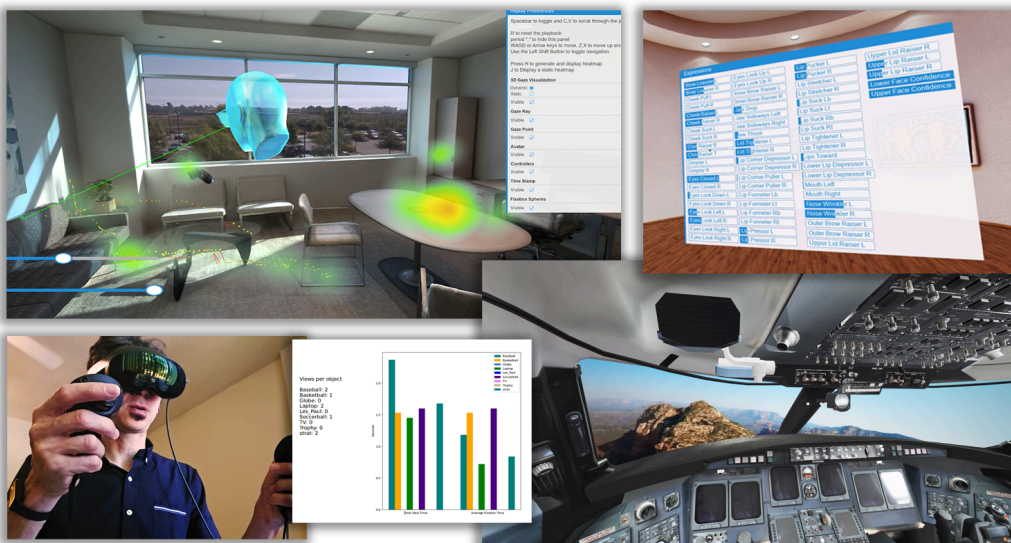 Replay Preferences
Spacebar to toggle and C,V to scrub through the p
R to reset the playback
period "." to hide this panel
WASD or Arrow keys to move, Z,X to move up and
Use the Left Shift Button to toggle navigation
Press H to generate and display heatmap
J to Display a static heatmap
3D Gaze Visualization
Dynamic
Static
Visible
Gaze Ray
Visible
Gaze Point
Visible
Avatar
Visible
Controllers
Visible
Time Stamp
Visible
Fixation Spheres
Visible
Expressions
Cheek Puff R
Cheek Raiser
Cheek Suck L
Cheek Suck R
Chin Raiser B
Chin Raiser T
Dimpler L
Dimpler R
Eyes Closed L
Eyes Closed R
Eyes Look Down L
Eyes Look Down R
Eyes Look Left L
Eyes Look Left R
Eyes Look Right L
Eyes Look Right R
Eyes Look Up L
Eyes Look Up R
Inner Brow Raiser L
Inner Brow Raiser R
Jaw Drop
Jaw Sideways Left
Jaw Sideways Right
Jaw Thrust
Lid Tightener L
Lid Tightener R
Lip Corner Depressor L
Lip Corner Depressor R
Lip Corner Puller L
Lip Corner Puller R
Lip Funneler Lb
Lip Funneler Lt
Lip Funneler Rb
Lip Funneler Rt
Lip Pressor L
Lip Pressor R
Lip Pucker L
Lip Pucker R
Lip Stretcher L
Lip Stretcher R
Lip Suck Lb
Lip Suck Lt
Lip Suck Rb
Lip Suck Rt
Lip Tightener L
Lip Tightener R
Lips Toward
Lower Lip Depressor L
Lower Lip Depressor R
Mouth Left
Mouth Right
Nose Wrinkler L
Nose Wrinkler R
Outer Brow Raiser L
Outer Brow Raiser R
Upper Lid Raiser L
Upper Lid Raiser R
Upper Lip Raiser L
Upper Lip Raiser R
Lower Face Confidence
Upper Face Confidence
Views per object
Baseball: 2
Basketball: 1
Globe: 0
Laptop: 2
Les_Paul: 0
Soccerball: 1
TV: 0
Trophy: 0
strat: 2
Seconds
Baseball
Basketball
Globe
Laptop
Les_Paul
Soccerball
TV
Trophy
strat
Total View Time
Average Fixation Time